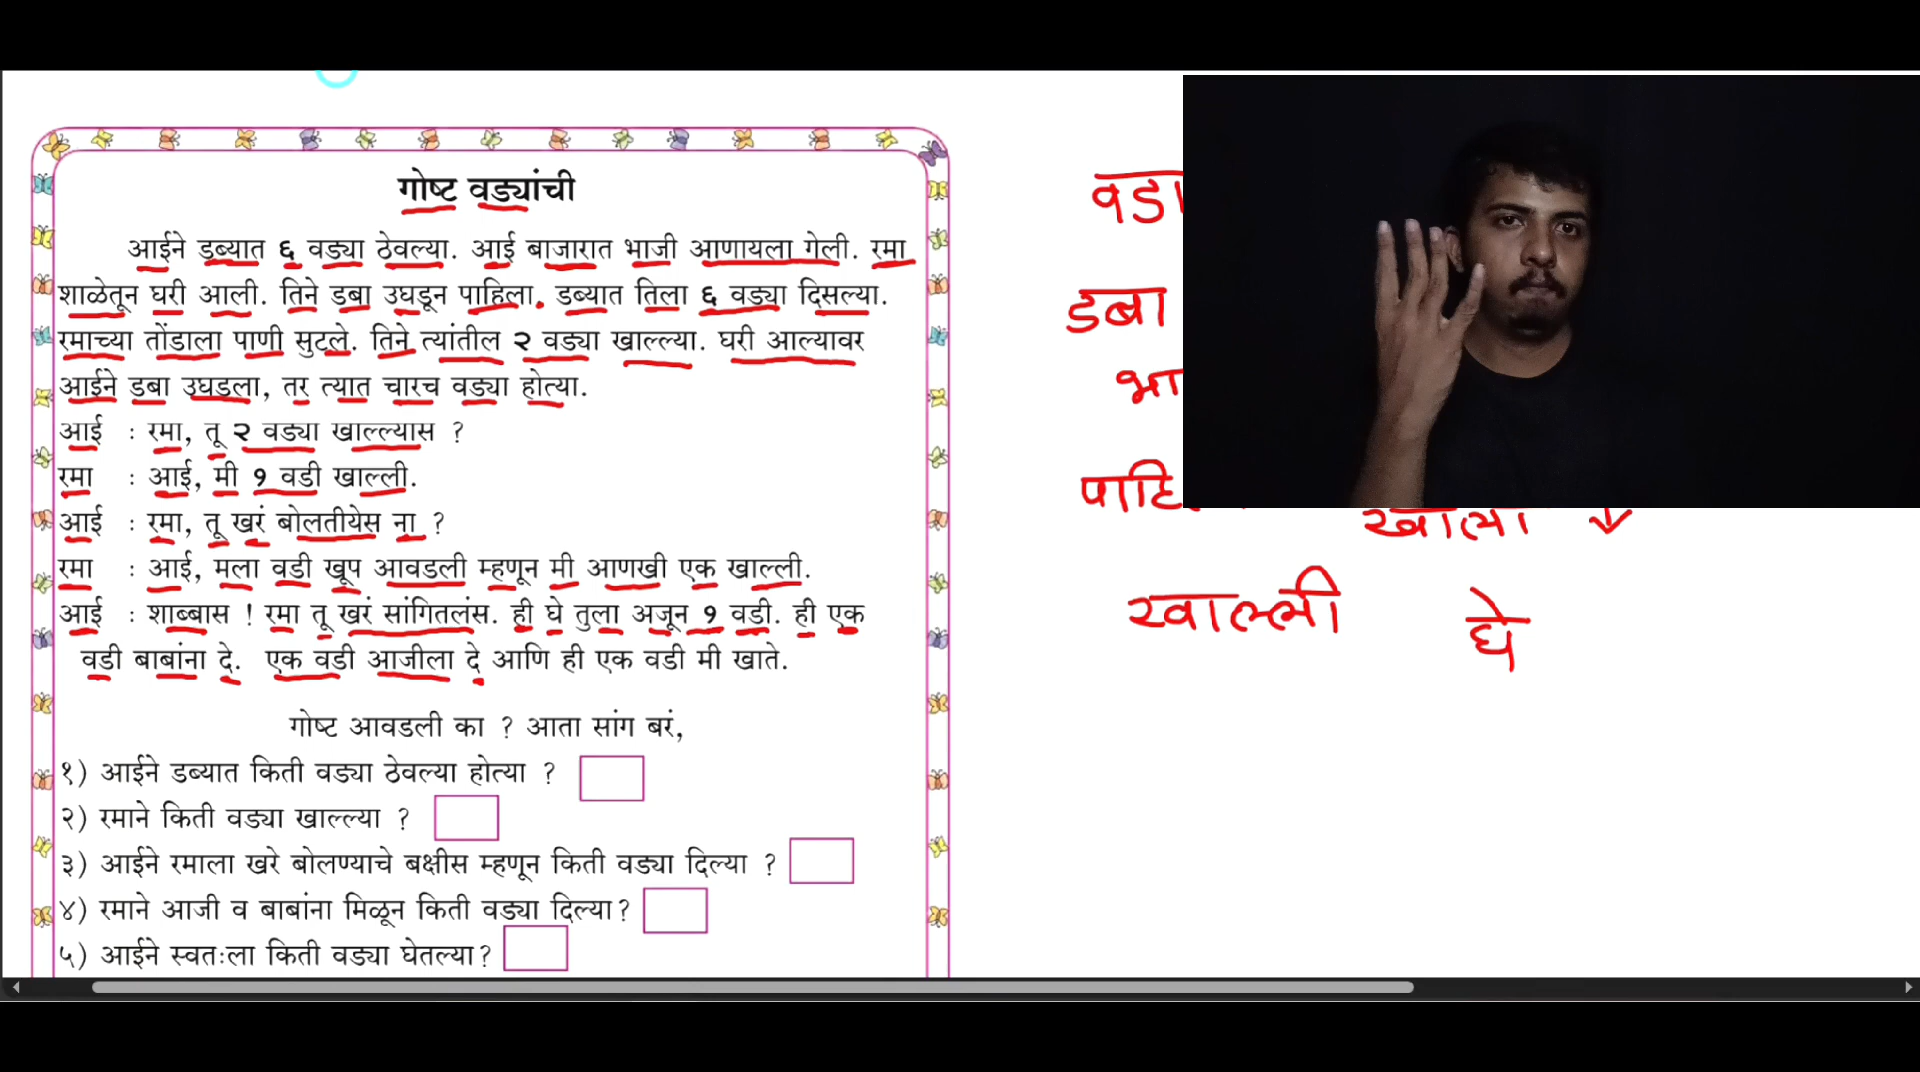 गोष्ट वड्यांची
आईने डब्यात ६ वड्या ठेवल्या. आई बाजारात भाजी आणायला गेली. रमा
शाळेतून घरी आली. तिने डबा उघडून पाहिला. डब्यात तिला ६ वड्या दिसल्या.
रमाच्या तोंडाला पाणी सुटले. तिने त्यांतील २ वड्या खाल्ल्या. घरी आल्यावर
आईने डबा उघडला, तर त्यात चारच वड्या होत्या.
आई : रमा, तू २ वड्या खाल्ल्यास ?
रमा : आई, मी १ वडी खाल्ली.
आई : रमा, तू खरं बोलतीयेस ना ?
रमा : आई, मला वडी खूप आवडली म्हणून मी आणखी एक खाल्ली.
आई : शाब्बास ! रमा तू खरं सांगितलंस. ही घे तुला अजून १ वडी. ही एक
वडी बाबांना दे. एक वडी आजीला दे आणि ही एक वडी मी खाते.
गोष्ट आवडली का ? आता सांग बरं,
१) आईने डब्यात किती वड्या ठेवल्या होत्या ?
२) रमाने किती वड्या खाल्ल्या ?
३) आईने रमाला खरे बोलण्याचे बक्षीस म्हणून किती वड्या दिल्या ?
४) रमाने आजी व बाबांना मिळून किती वड्या दिल्या?
५) आईने स्वतःला किती वड्या घेतल्या?
वडा
डबा
खाल्ली
घे